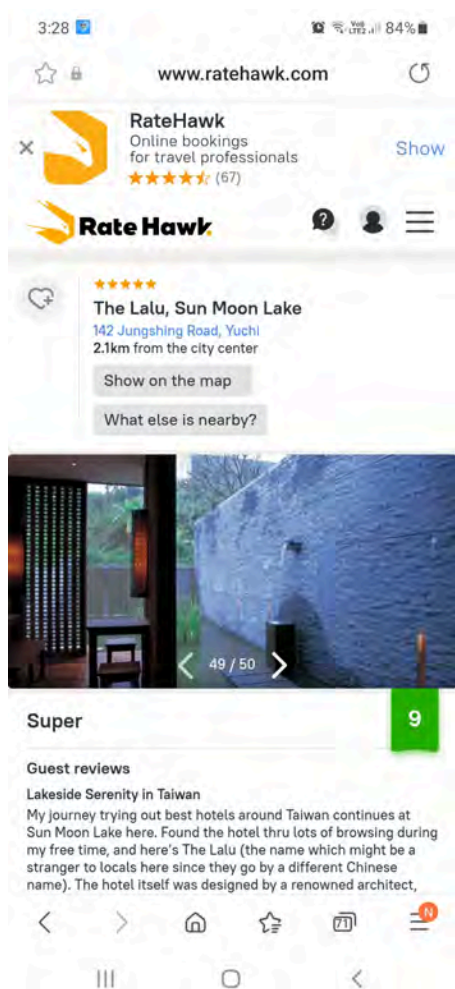 3:28
VoO LTE2 84%
www.ratehawk.com
RateHawk
Online bookings
for travel professionals
(67)
Show
Rate Hawk.
The Lalu, Sun Moon Lake
142 Jungshing Road, Yuchi
2.1km from the city center
Show on the map
What else is nearby?
49 / 50
Super
9
Guest reviews
Lakeside Serenity in Taiwan
My journey trying out best hotels around Taiwan continues at
Sun Moon Lake here. Found the hotel thru lots of browsing during
my free time, and here's The Lalu (the name which might be a
stranger to locals here since they go by a different Chinese
name). The hotel itself was designed by a renowned architect,
71
N